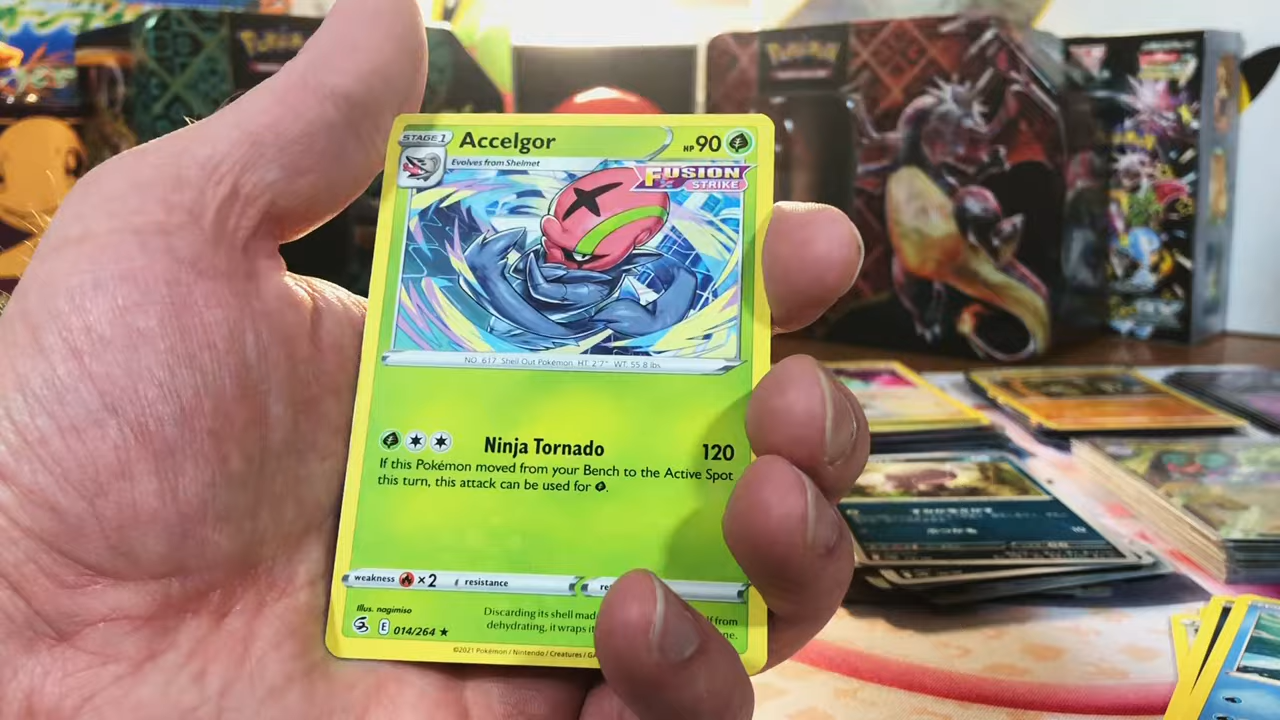 Pokémon
Pokémon
STAGE 1
Accelgor
HP 90
Evolves from Shelmet
FUSION
STRIKE
NO. 617 Shell Out Pokémon HT: 2'7" WT: 55.8 lbs
Ninja Tornado 120
If this Pokémon moved from your Bench to the Active Spot
this turn, this attack can be used for
weakness ×2 resistance
Illus. nagimiso
Discarding its shell
dehydrating, it wraps
E 014/264 ★
©2021 Pokémon / Nintendo / Creatures /